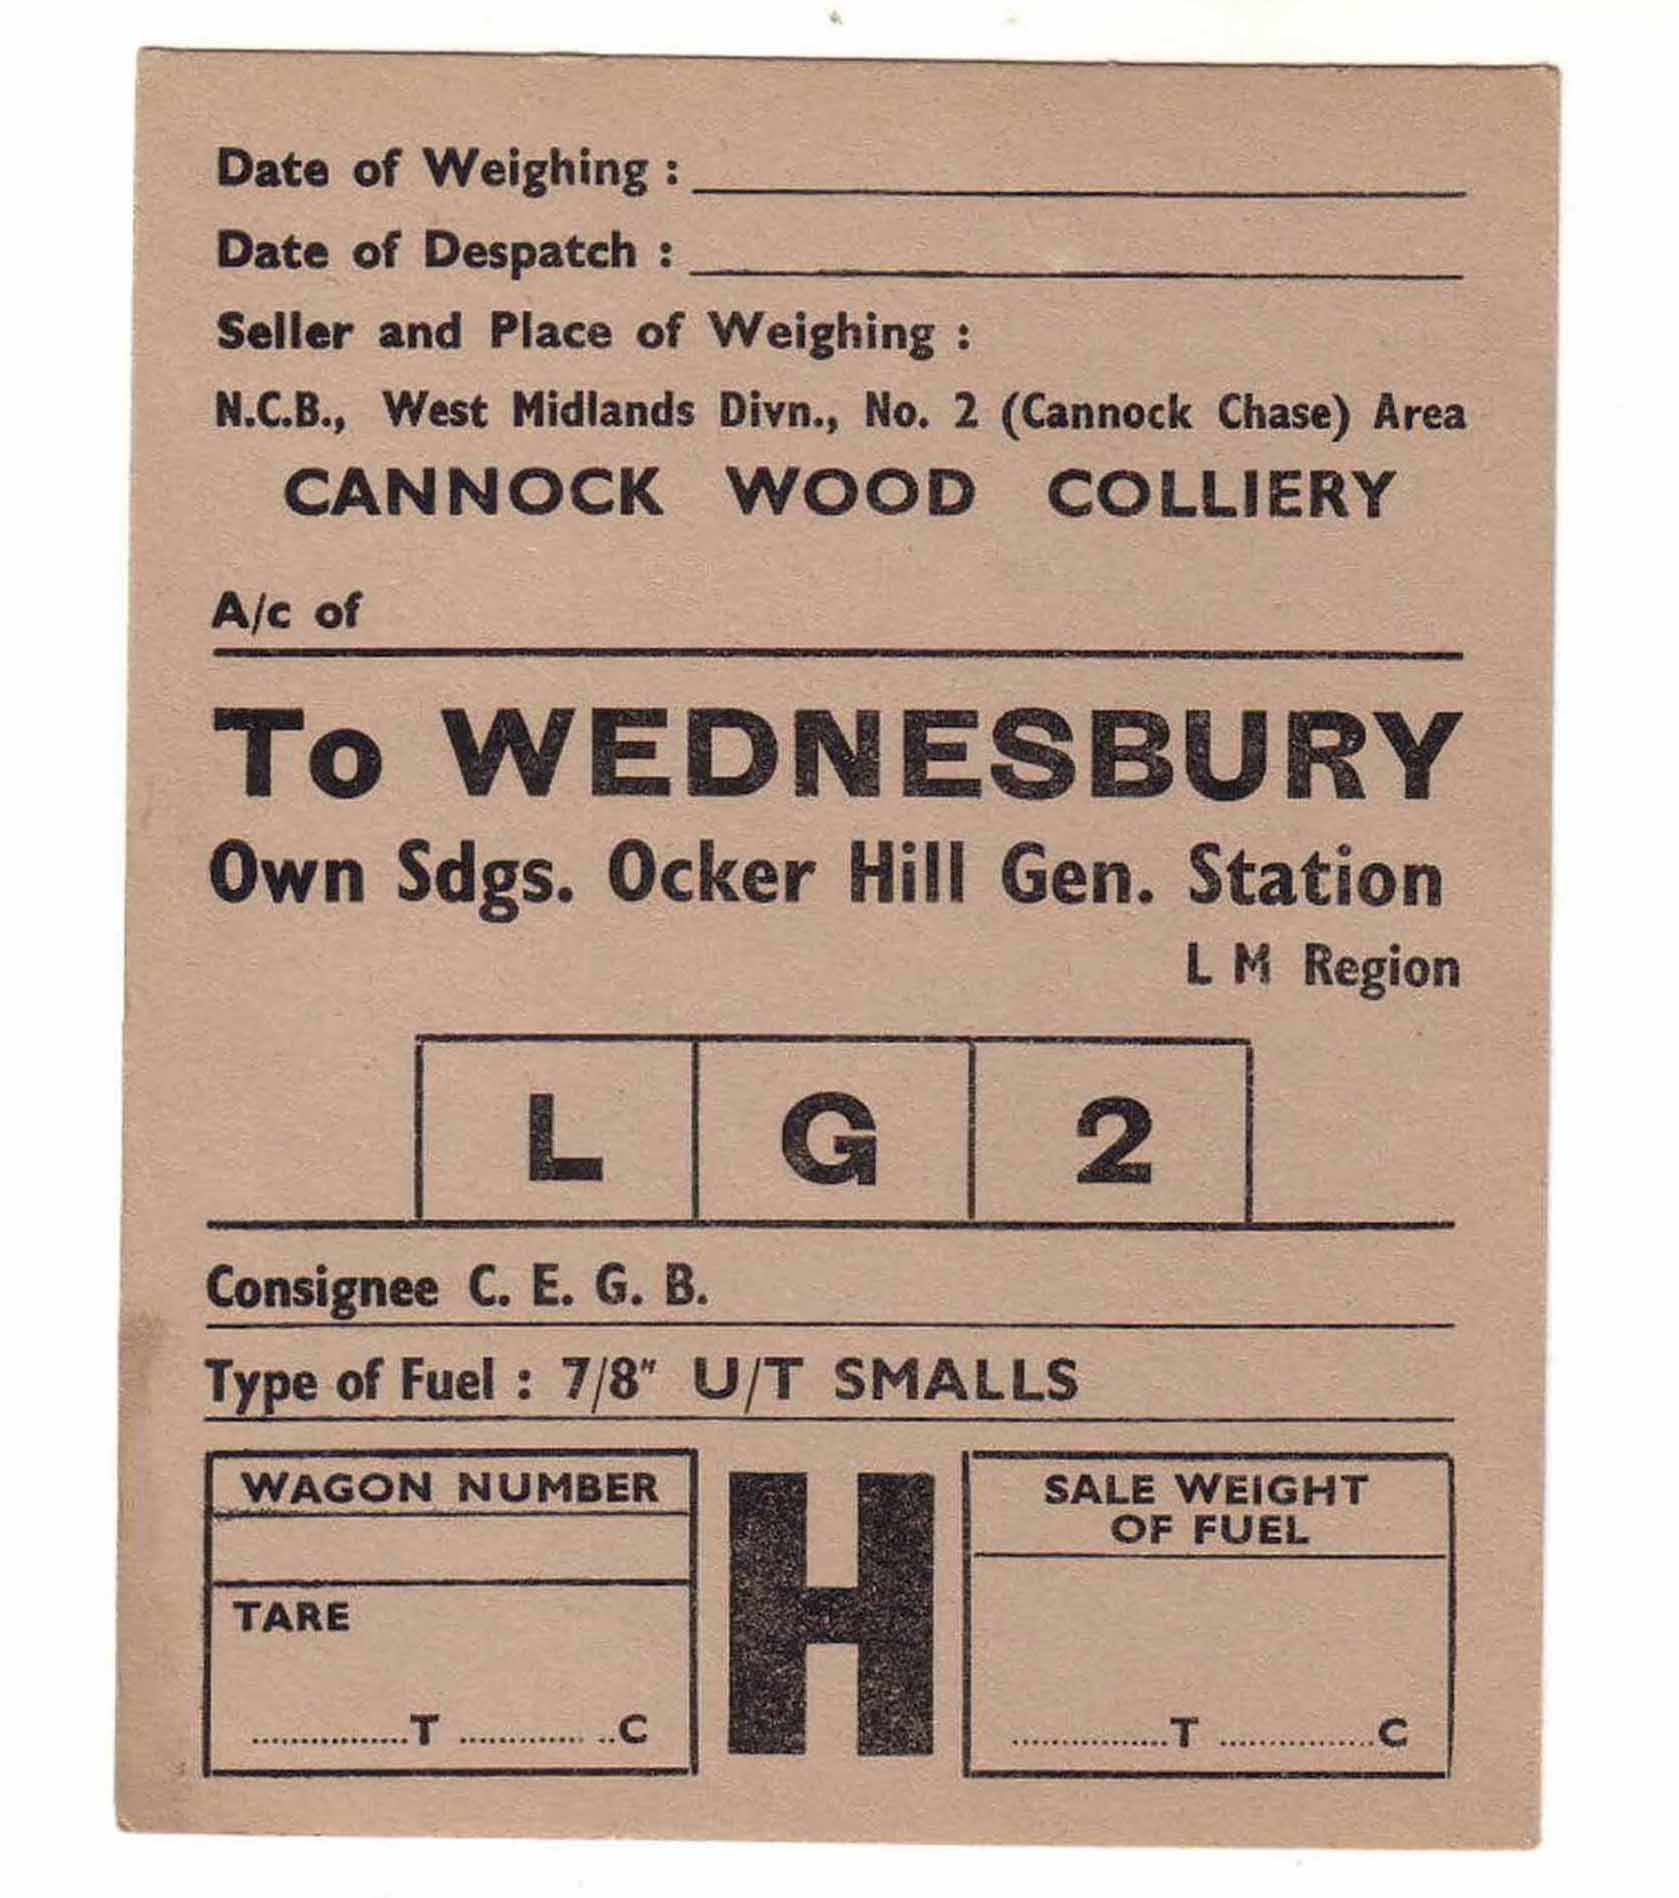 Date of Weighing :
Date of Despatch :
Seller and Place of Weighing :
N.C.B., West Midlands Divn., No. 2 (Cannock Chase) Area
CANNOCK WOOD COLLIERY
A/c of
To WEDNESBURY
Own Sdgs. Ocker Hill Gen. Station
L M Region
L G 2
Consignee C. E. G. B.
Type of Fuel : 7/8" U/T SMALLS
WAGON NUMBER
TARE
...............T ............ ..C
H
SALE WEIGHT
OF FUEL
...............T ...............C